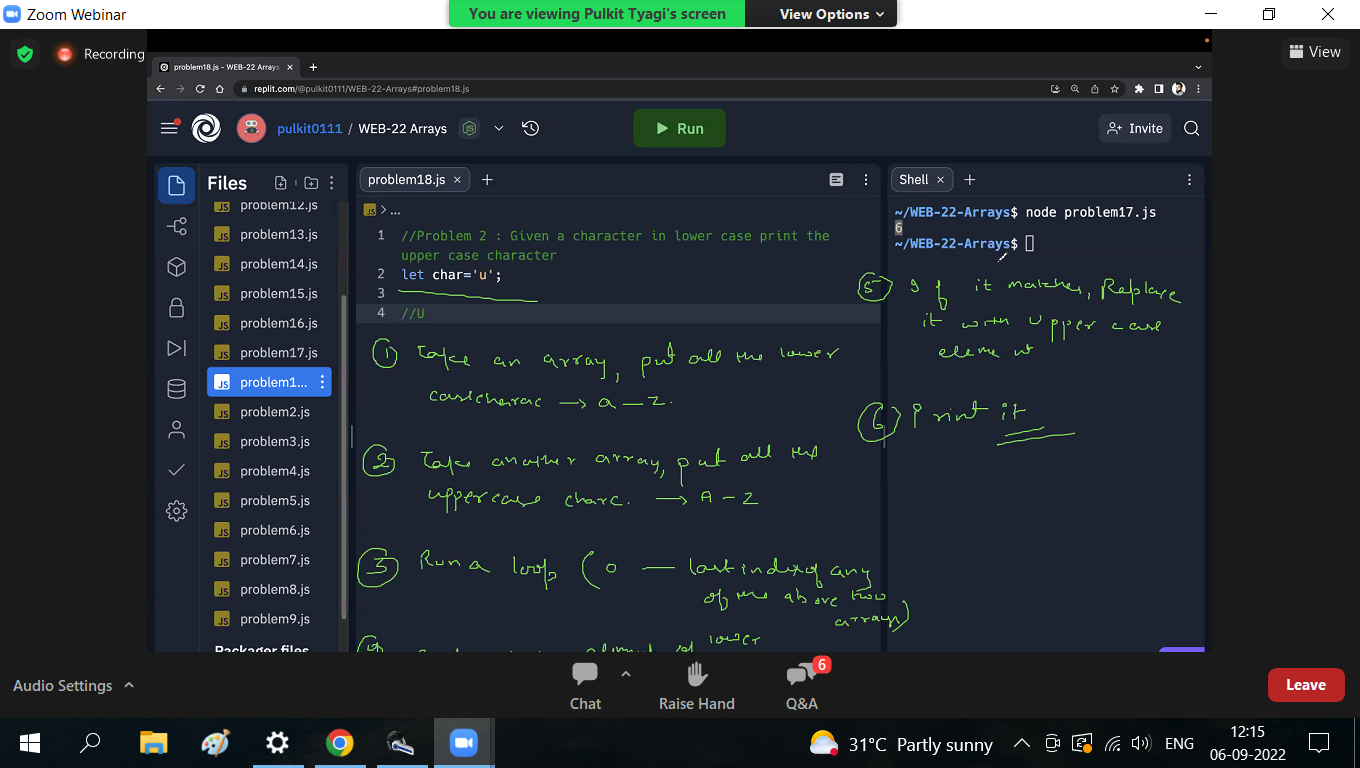 Zoom Webinar
You are viewing Pulkit Tyagi's screen
View Options
Recording
View
problem18.js - WEB-22 Arrays
replit.com/@pulkit0111/WEB-22-Arrays#problem18.js
pulkit0111 / WEB-22 Arrays
Run
Invite
Files
problem12.js
problem13.js
problem14.js
problem15.js
problem16.js
problem17.js
problem1...
problem2.js
problem3.js
problem4.js
problem5.js
problem6.js
problem7.js
problem8.js
problem9.js
Packager files
problem18.js
...
1 //Problem 2 : Given a character in lower case print the
upper case character
2 let char='u';
3
4 //U
① Take an array, put all the lower
case charac → a — z.
② Take another array, put all the
uppercase charc. → A - Z
③ Run a loop (0 — last index of any
of the above two
arrays)
lower
element of
Shell
~/WEB-22-Arrays$ node problem17.js
6
~/WEB-22-Arrays$
⑤ If it matches, Replace
it with upper case
element
⑥ Print it
Audio Settings
Chat
Raise Hand
Q&A
6
Leave
31°C Partly sunny
ENG
12:15
06-09-2022